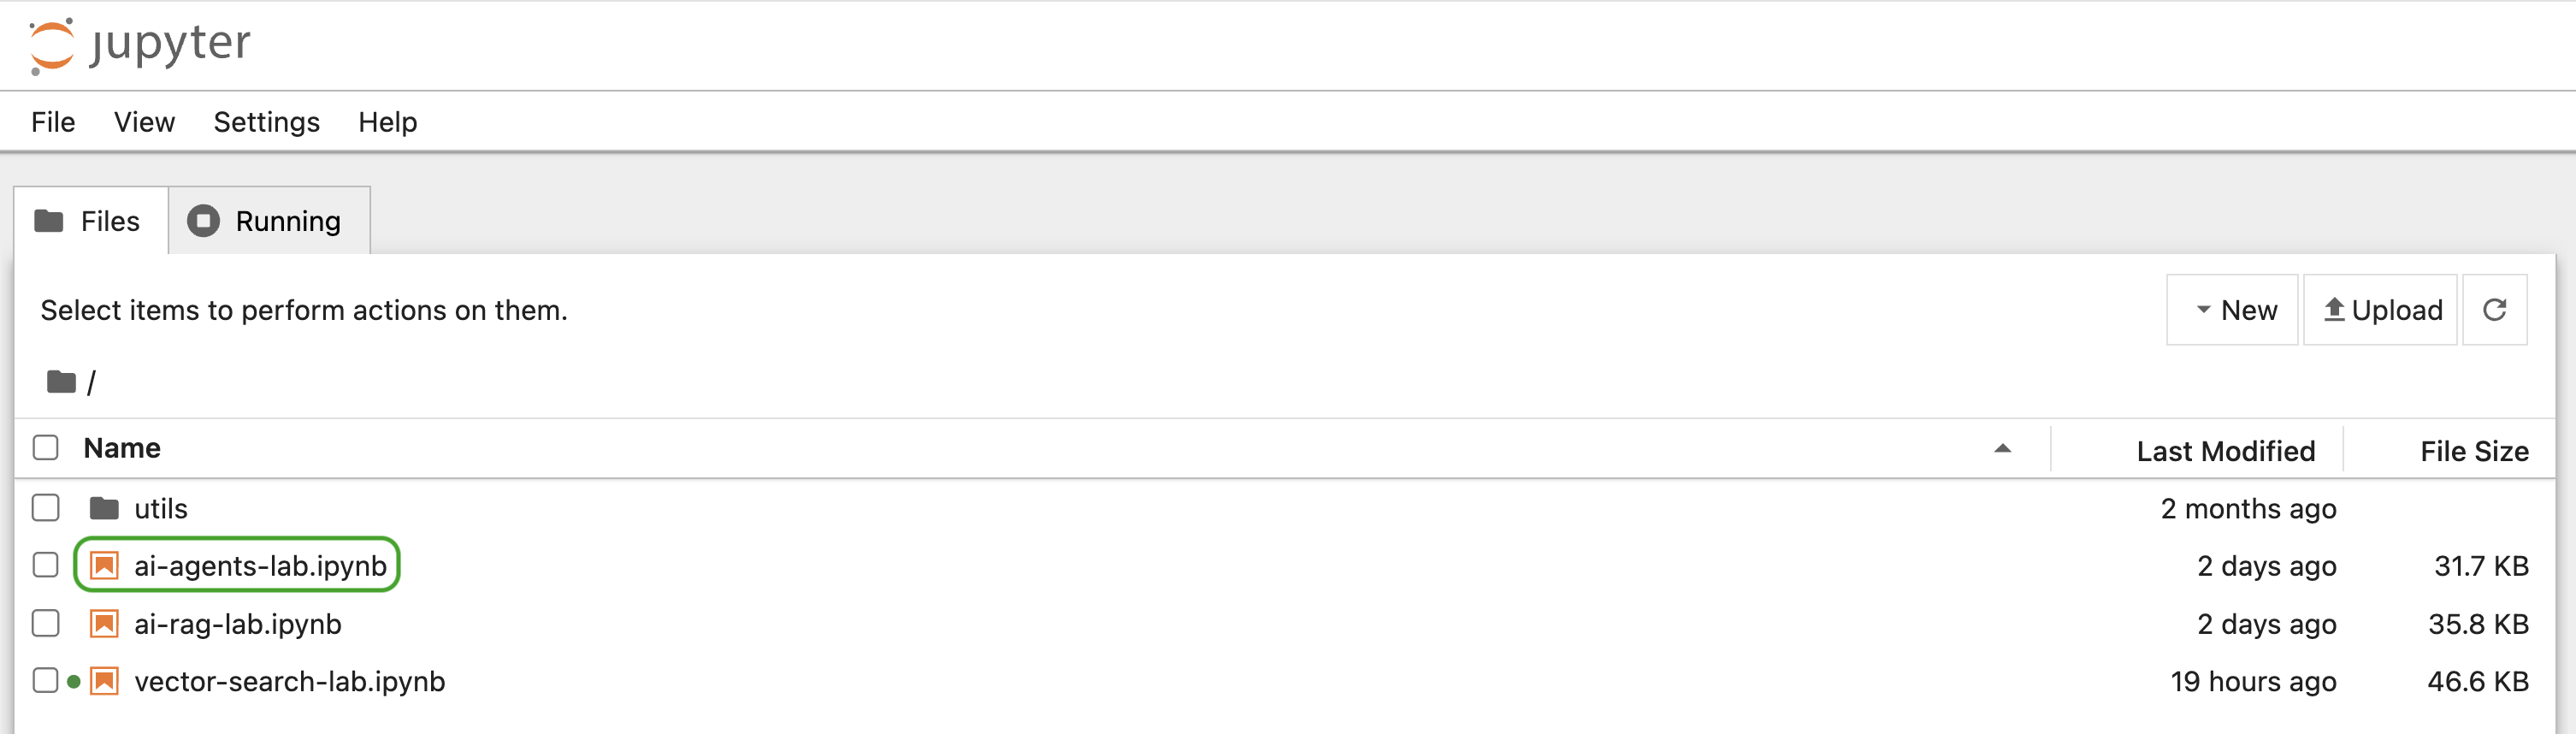 jupyter
File View Settings Help
Files Running
Select items to perform actions on them. New Upload
/
Name Last Modified File Size
utils 2 months ago
ai-agents-lab.ipynb 2 days ago 31.7 KB
ai-rag-lab.ipynb 2 days ago 35.8 KB
vector-search-lab.ipynb 19 hours ago 46.6 KB